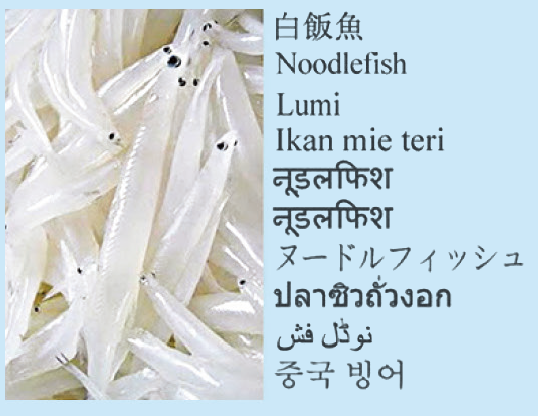 白飯魚
Noodlefish
Lumi
Ikan mie teri
नूडलफिश
नूडलफिश
ヌードルフィッシュ
ปลาซิวถั่วงอก
نوڈل فش
중국 빙어